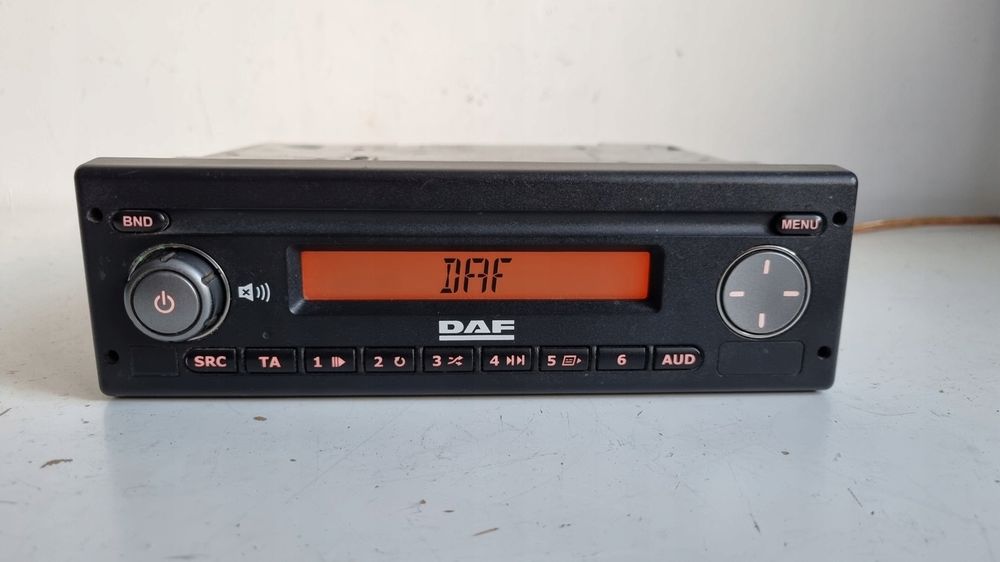 BND
MENU
DAF
DAF
SRC TA 1 2 3 4 5 6 AUD